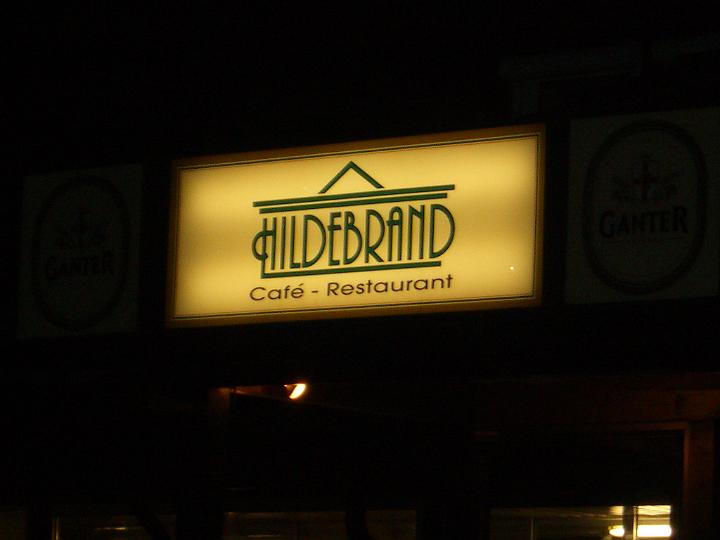 HILDEBRAND
Café - Restaurant
GANTER
GANTER